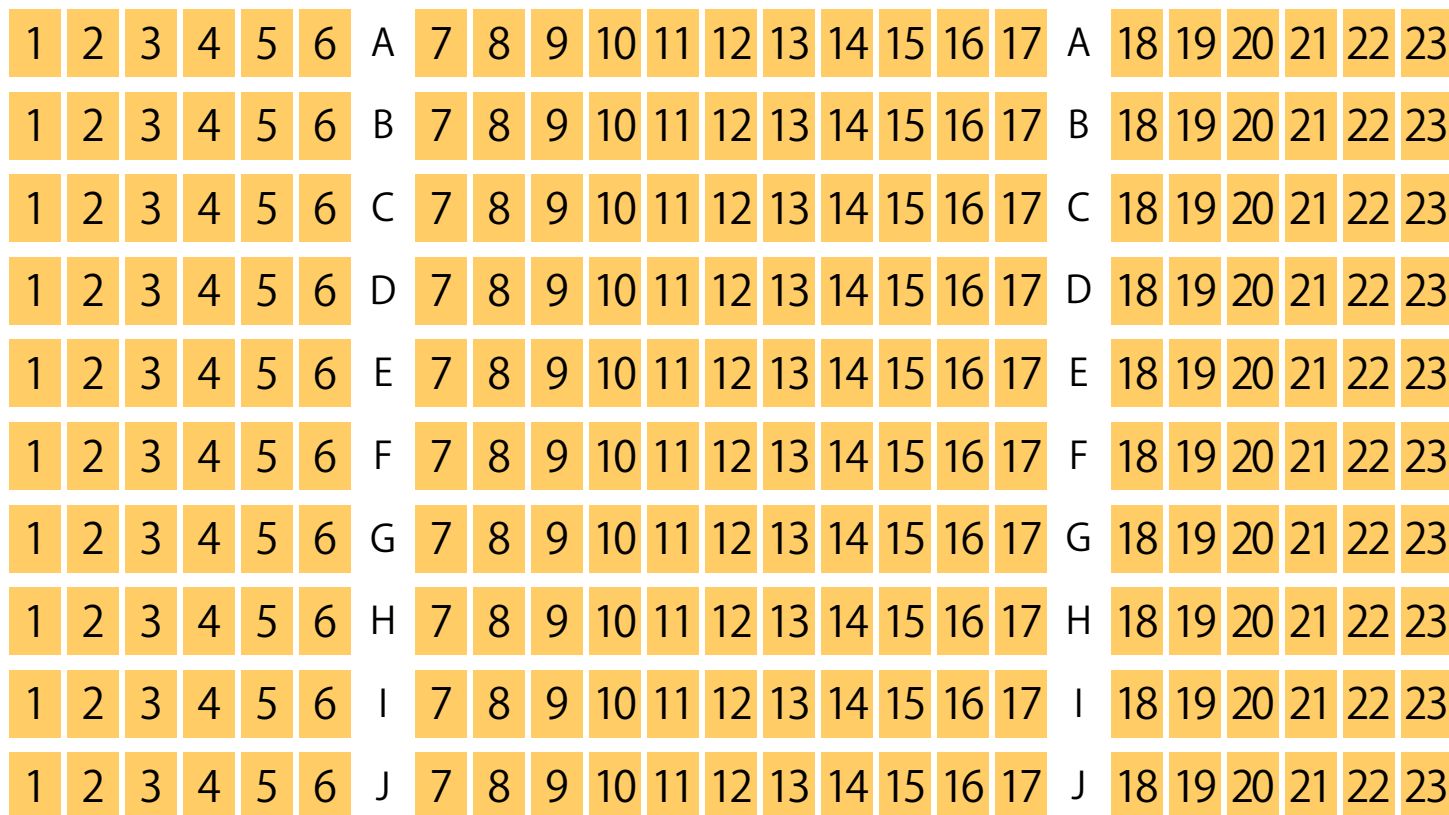 1 2 3 4 5 6 A 7 8 9 10 11 12 13 14 15 16 17 A 18 19 20 21 22 23
1 2 3 4 5 6 B 7 8 9 10 11 12 13 14 15 16 17 B 18 19 20 21 22 23
1 2 3 4 5 6 C 7 8 9 10 11 12 13 14 15 16 17 C 18 19 20 21 22 23
1 2 3 4 5 6 D 7 8 9 10 11 12 13 14 15 16 17 D 18 19 20 21 22 23
1 2 3 4 5 6 E 7 8 9 10 11 12 13 14 15 16 17 E 18 19 20 21 22 23
1 2 3 4 5 6 F 7 8 9 10 11 12 13 14 15 16 17 F 18 19 20 21 22 23
1 2 3 4 5 6 G 7 8 9 10 11 12 13 14 15 16 17 G 18 19 20 21 22 23
1 2 3 4 5 6 H 7 8 9 10 11 12 13 14 15 16 17 H 18 19 20 21 22 23
1 2 3 4 5 6 I 7 8 9 10 11 12 13 14 15 16 17 I 18 19 20 21 22 23
1 2 3 4 5 6 J 7 8 9 10 11 12 13 14 15 16 17 J 18 19 20 21 22 23